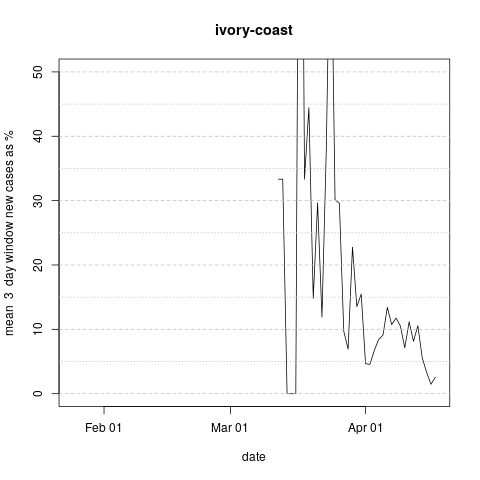 ivory-coast
mean 3 day window new cases as %
50
40
30
20
10
0
Feb 01
Mar 01
Apr 01
date